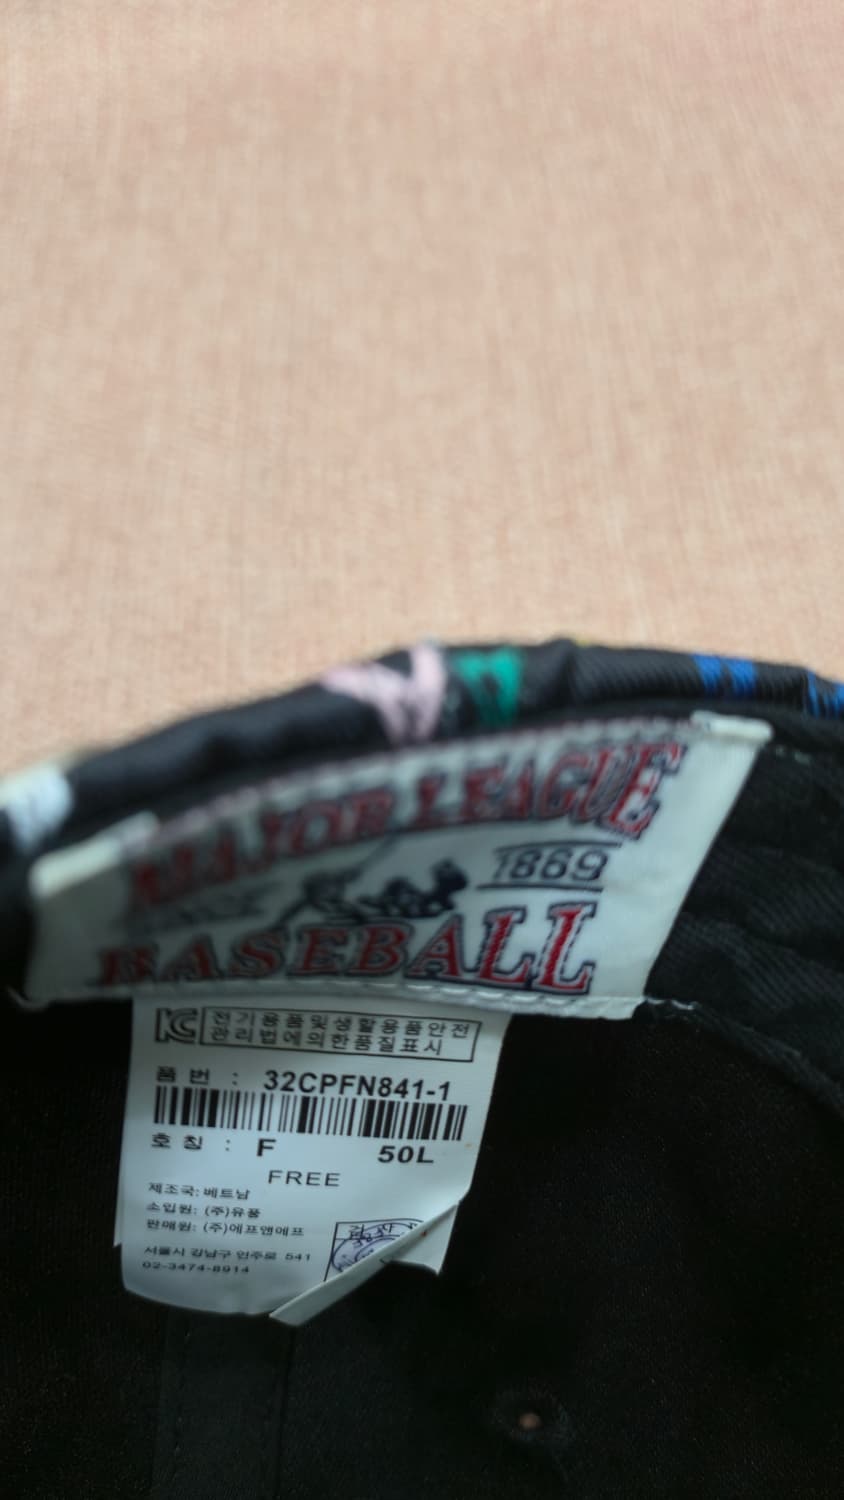 MAJOR LEAGUE
SINCE 1869
BASEBALL
KC 전기용품및생활용품안전
관리법에의한품질표시
품 번 : 32CPFN841-1
호 칭 : F 50L
FREE
제조국: 베트남
소입원: (주)유풍
판매원: (주)에프앤에프
서울시 강남구 언주로 541
02-3474-8914
검 사